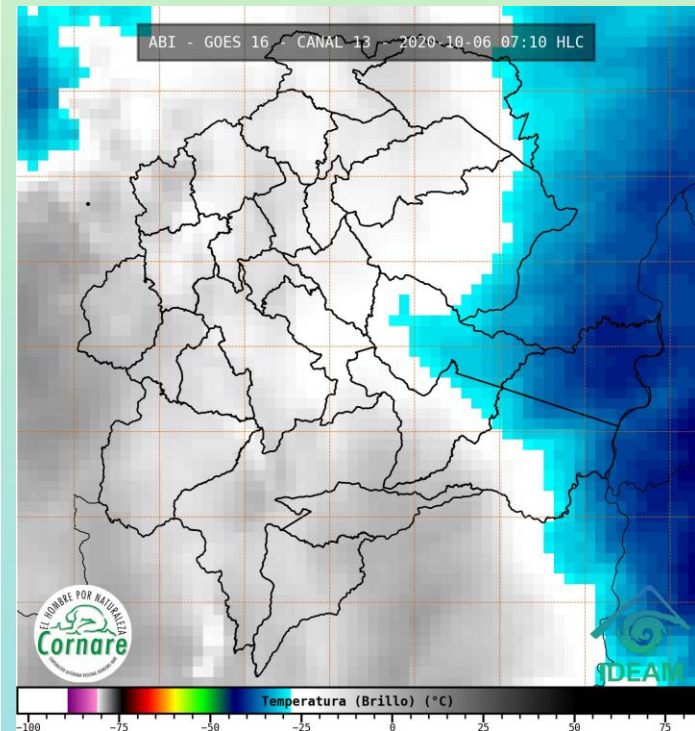 ABI - GOES 16 - CANAL 13 - 2020-10-06 07:10 HLC
EL HOMBRE POR NATURALEZA
Cornare
IDEAM
Temperatura (Brillo) (°C)
−100 −75 −50 −25 0 25 50 75